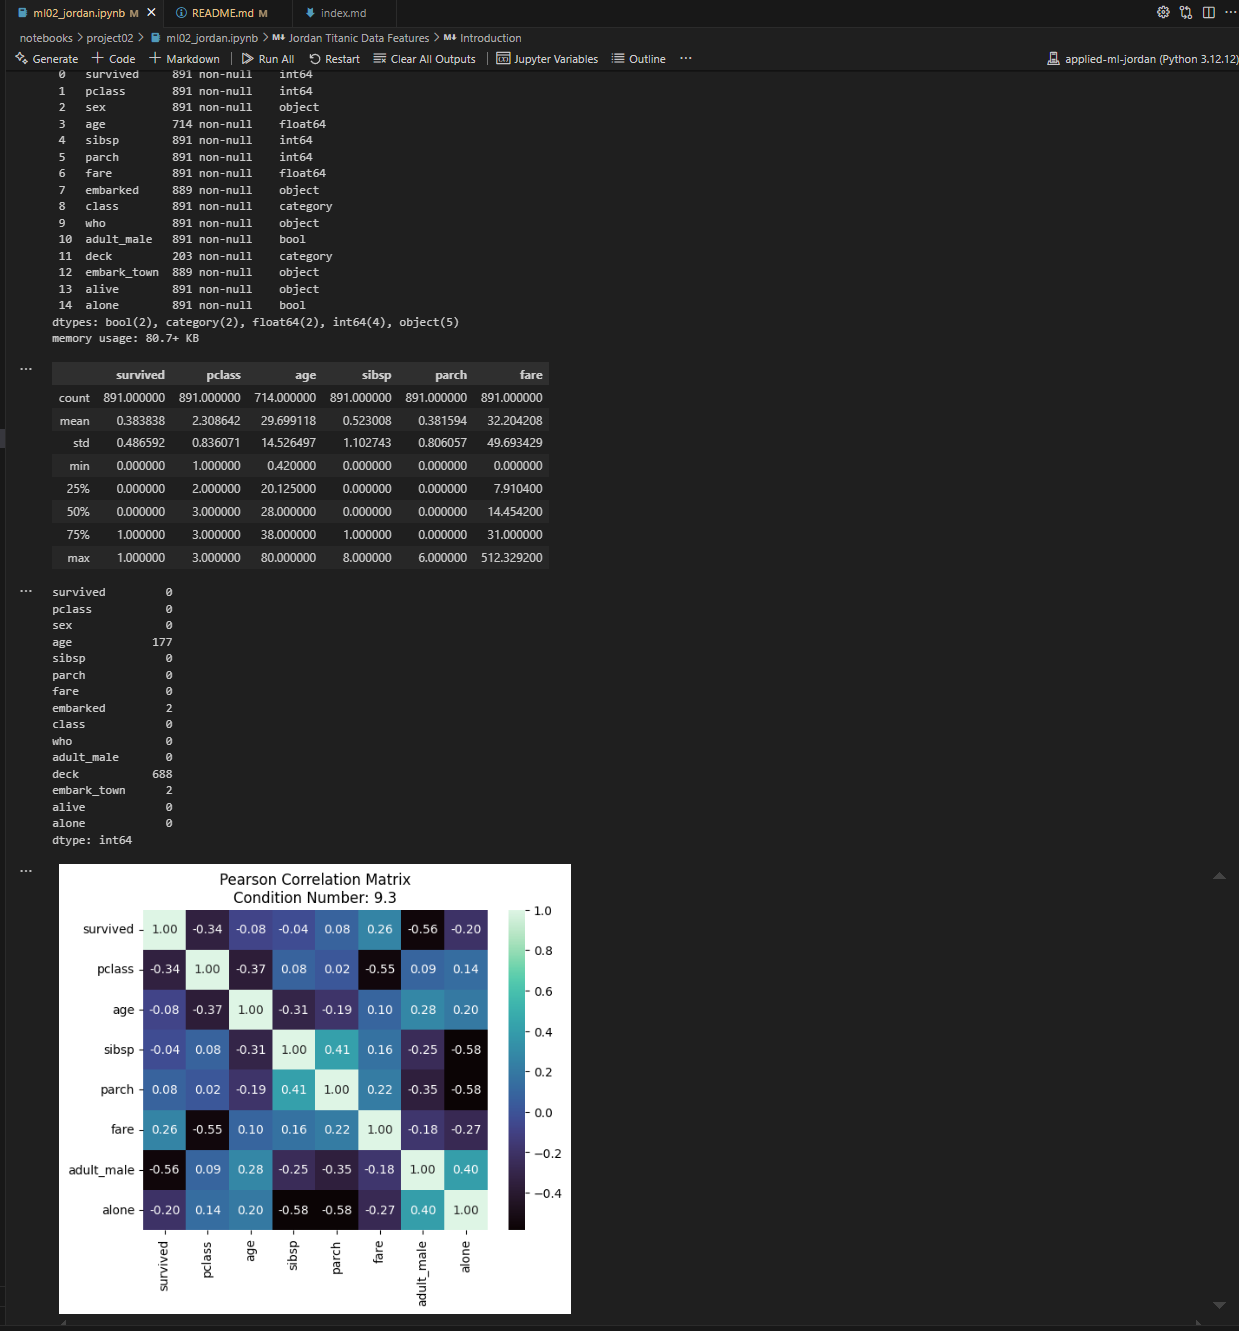 ml02_jordan.ipynb M
README.md M
index.md
notebooks > project02 > ml02_jordan.ipynb > M↓ Jordan Titanic Data Features > M↓ Introduction
Generate + Code + Markdown | Run All Restart Clear All Outputs | Jupyter Variables Outline ... applied-ml-jordan (Python 3.12.12)
0 survived 891 non-null int64
1 pclass 891 non-null int64
2 sex 891 non-null object
3 age 714 non-null float64
4 sibsp 891 non-null int64
5 parch 891 non-null int64
6 fare 891 non-null float64
7 embarked 889 non-null object
8 class 891 non-null category
9 who 891 non-null object
10 adult_male 891 non-null bool
11 deck 203 non-null category
12 embark_town 889 non-null object
13 alive 891 non-null object
14 alone 891 non-null bool
dtypes: bool(2), category(2), float64(2), int64(4), object(5)
memory usage: 80.7+ KB
...
survived pclass age sibsp parch fare
count 891.000000 891.000000 714.000000 891.000000 891.000000 891.000000
mean 0.383838 2.308642 29.699118 0.523008 0.381594 32.204208
std 0.486592 0.836071 14.526497 1.102743 0.806057 49.693429
min 0.000000 1.000000 0.420000 0.000000 0.000000 0.000000
25% 0.000000 2.000000 20.125000 0.000000 0.000000 7.910400
50% 0.000000 3.000000 28.000000 0.000000 0.000000 14.454200
75% 1.000000 3.000000 38.000000 1.000000 0.000000 31.000000
max 1.000000 3.000000 80.000000 8.000000 6.000000 512.329200
...
survived 0
pclass 0
sex 0
age 177
sibsp 0
parch 0
fare 0
embarked 2
class 0
who 0
adult_male 0
deck 688
embark_town 2
alive 0
alone 0
dtype: int64
...
Pearson Correlation Matrix
Condition Number: 9.3
survived 1.00 -0.34 -0.08 -0.04 0.08 0.26 -0.56 -0.20
pclass -0.34 1.00 -0.37 0.08 0.02 -0.55 0.09 0.14
age -0.08 -0.37 1.00 -0.31 -0.19 0.10 0.28 0.20
sibsp -0.04 0.08 -0.31 1.00 0.41 0.16 -0.25 -0.58
parch 0.08 0.02 -0.19 0.41 1.00 0.22 -0.35 -0.58
fare 0.26 -0.55 0.10 0.16 0.22 1.00 -0.18 -0.27
adult_male -0.56 0.09 0.28 -0.25 -0.35 -0.18 1.00 0.40
alone -0.20 0.14 0.20 -0.58 -0.58 -0.27 0.40 1.00
survived pclass age sibsp parch fare adult_male alone
1.0
0.8
0.6
0.4
0.2
0.0
−0.2
−0.4